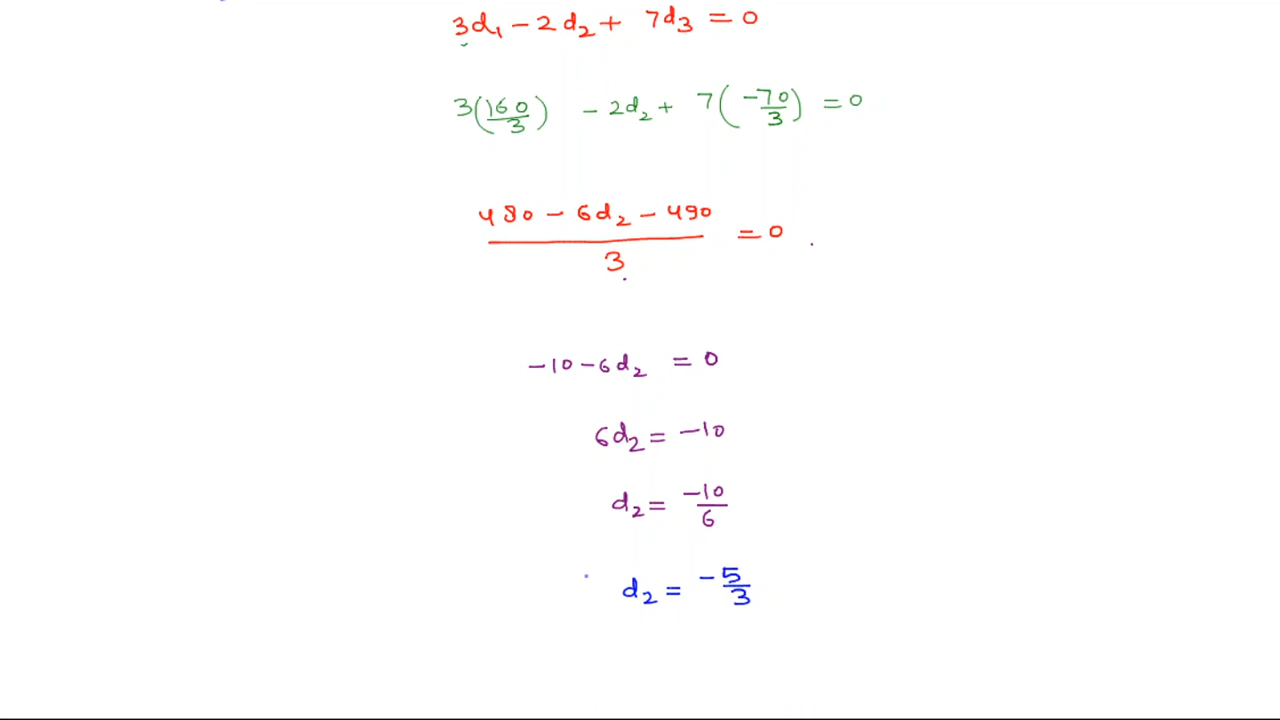 3d₁ − 2d₂ + 7d₃ = 0
3(160/3) − 2d₂ + 7(−70/3) = 0
(480 − 6d₂ − 490)/3 = 0
−10 − 6d₂ = 0
6d₂ = −10
d₂ = −10/6
d₂ = −5/3